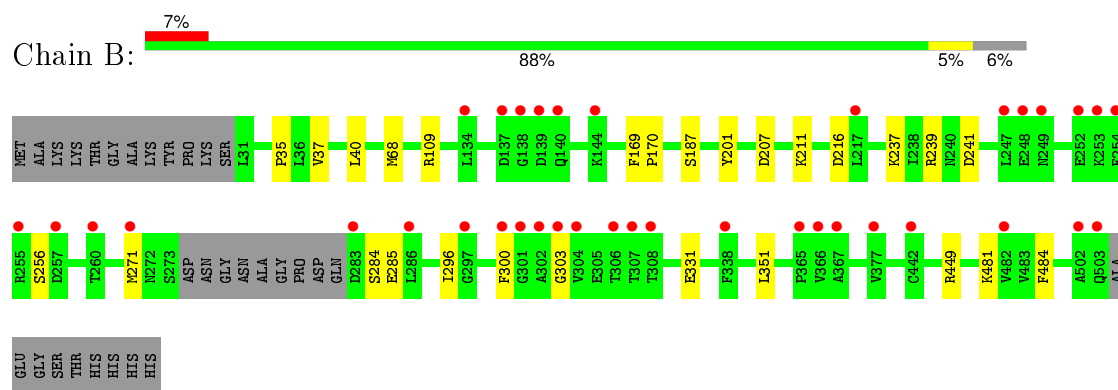 7%
Chain B:
88% 5% 6%
MET ALA LYS LYS THR GLY ALA LYS TYR PRO LYS SER L31 P35 L36 V37 L40 M68 R109 L134 D137 G138 D139 Q140 K144 F169 P170 S187 Y201 D207 K211 D216 L217 K237 I238 R239 N240 D241 L247 E248 N249 E252 K253
R255 S256 D257 T260 M271 N272 S273 ASP ASN GLY ASN ALA GLY PRO ASP GLN D283 S284 E285 L286 I296 G297 F300 G301 A302 G303 V304 E305 T306 T307 T308 E331 F338 L351 P365 V366 A367 V377 C442 R449 K481 V482 V483 F484 A502 Q503 ALA
GLU GLY SER THR HIS HIS HIS HIS